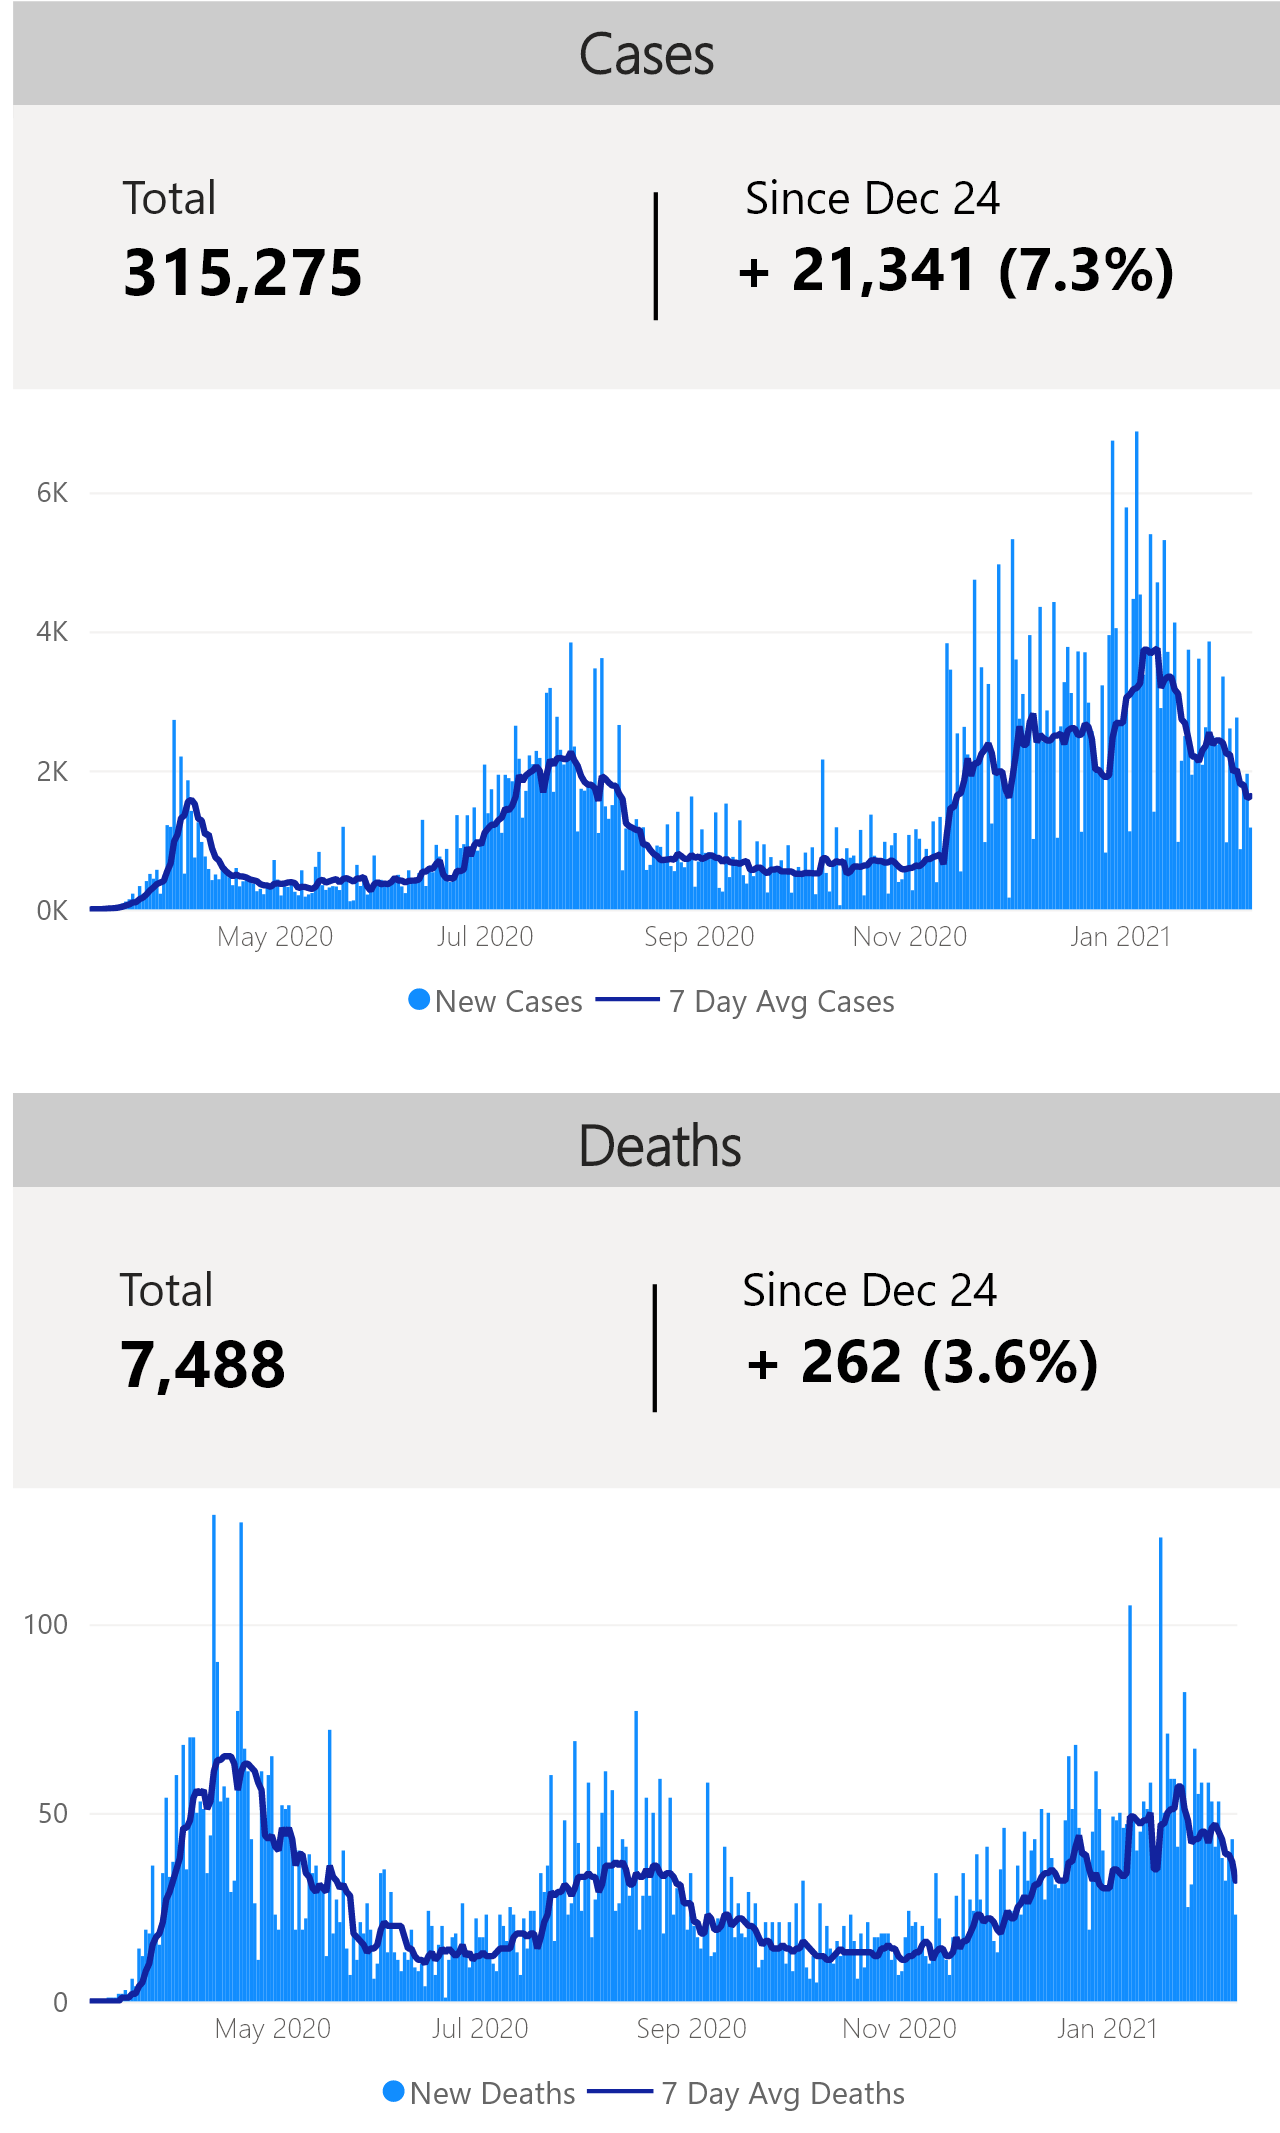 Cases
Total
Since Dec 24
315,275
+ 21,341 (7.3%)
6K
4K
2K
0K
May 2020
Jul 2020
Sep 2020
Nov 2020
Jan 2021
New Cases
7 Day Avg Cases
Deaths
Total
Since Dec 24
7,488
+ 262 (3.6%)
100
50
0
May 2020
Jul 2020
Sep 2020
Nov 2020
Jan 2021
New Deaths
7 Day Avg Deaths